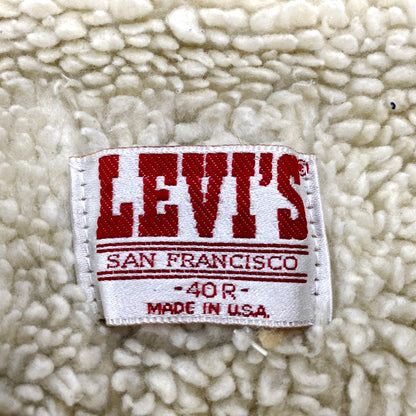 LEVI'S®
SAN FRANCISCO
-40R-
MADE IN U.S.A.